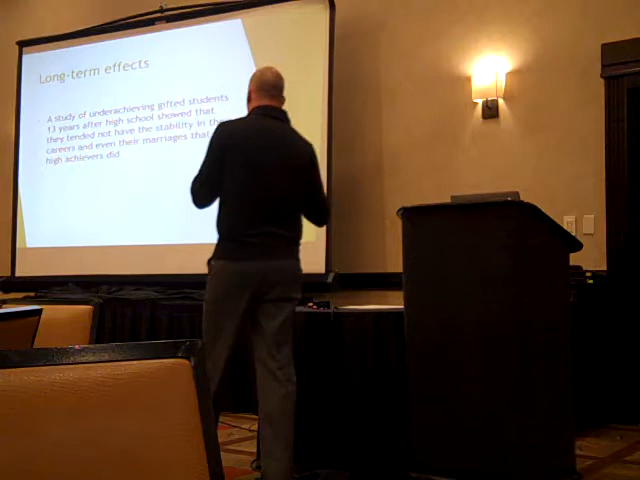 Long-term effects
A study of underachieving gifted students
13 years after high school showed that
they tended not have the stability in
careers and even their marriages that
high achievers did